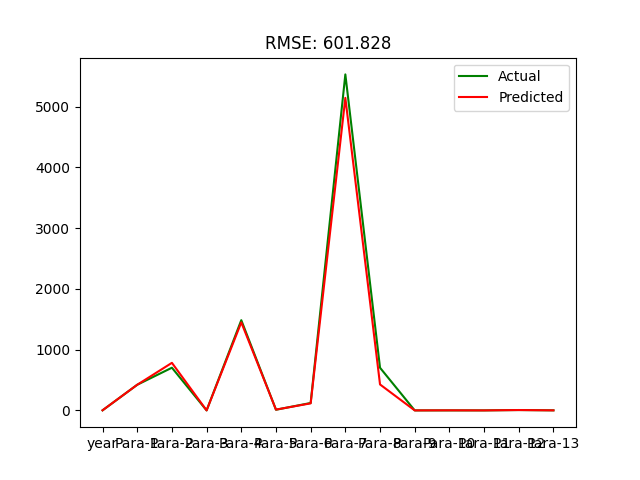 RMSE: 601.828
Actual
Predicted
5000
4000
3000
2000
1000
0
year Para-1 Para-2 Para-3 Para-4 Para-5 Para-6 Para-7 Para-8 Para-9 Para-10 Para-11 Para-12 Para-13